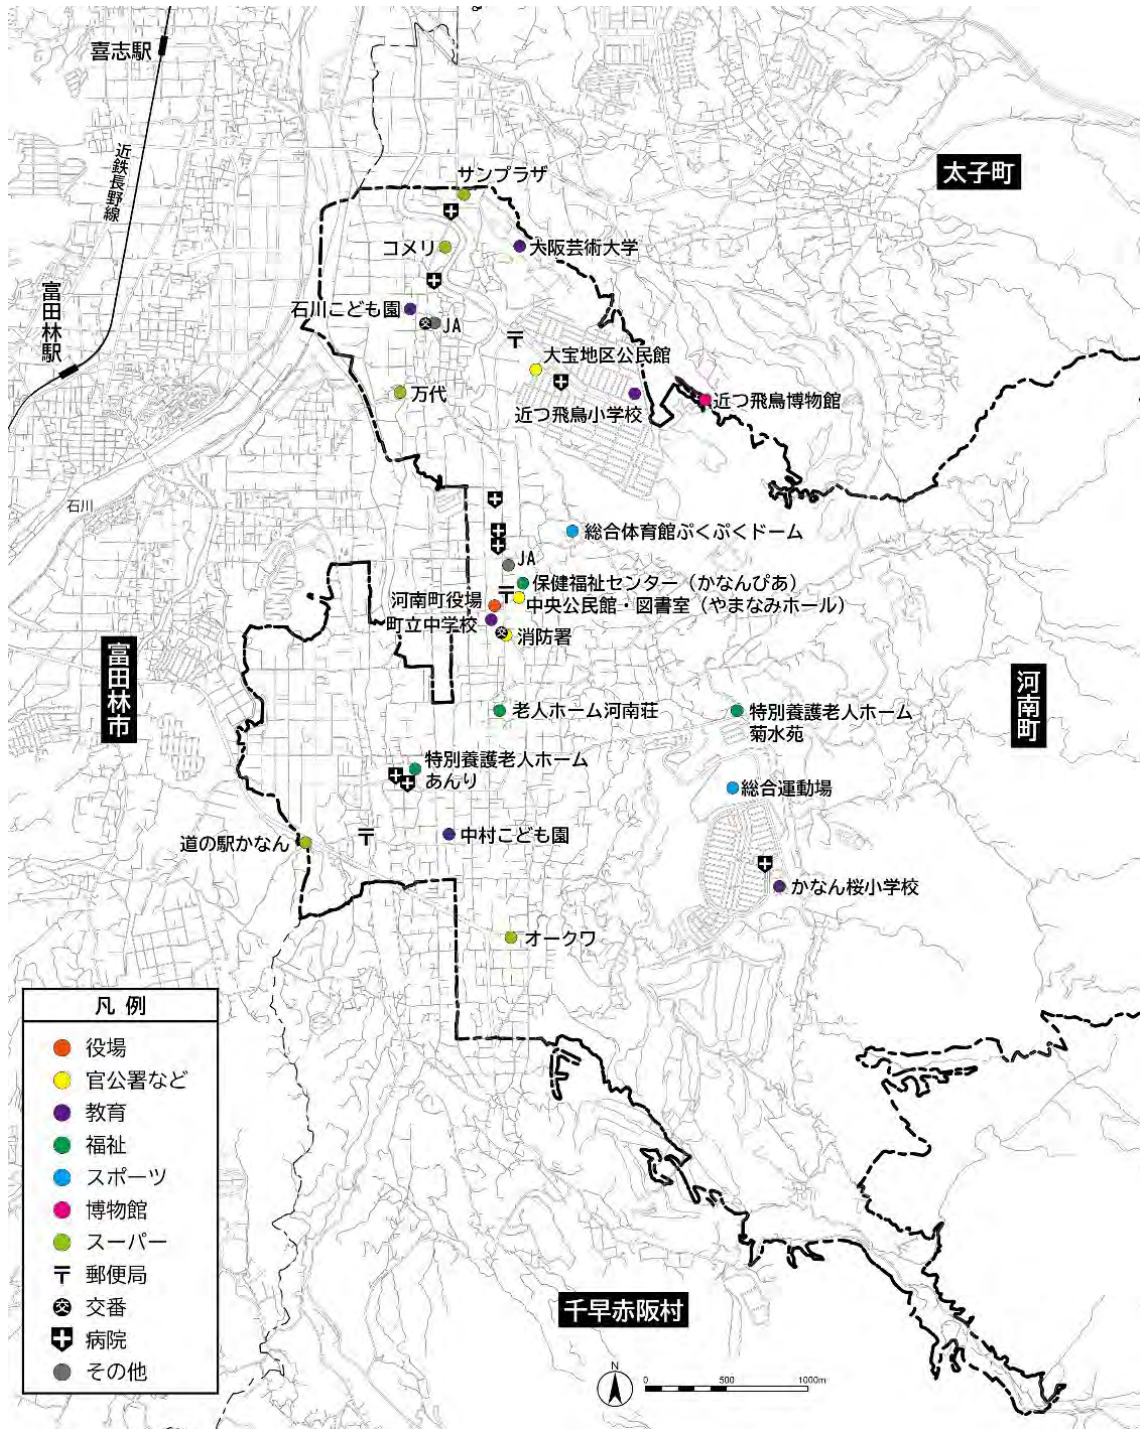 喜志駅
近鉄長野線
太子町
サンプラザ
コメリ
大阪芸術大学
富田林駅
石川こども園
交
JA
大宝地区公民館
万代
近つ飛鳥小学校
近つ飛鳥博物館
石川
総合体育館ぷくぷくドーム
JA
保健福祉センター（かなんぴあ）
河南町役場
中央公民館・図書室（やまなみホール）
町立中学校
交
消防署
富田林市
河南町
老人ホーム河南荘
特別養護老人ホーム
菊水苑
特別養護老人ホーム
あんり
総合運動場
道の駅かなん
中村こども園
かなん桜小学校
オークワ
凡例
役場
官公署など
教育
福祉
スポーツ
博物館
スーパー
〒 郵便局
交 交番
病院
その他
千早赤阪村
N
0 500 1000m